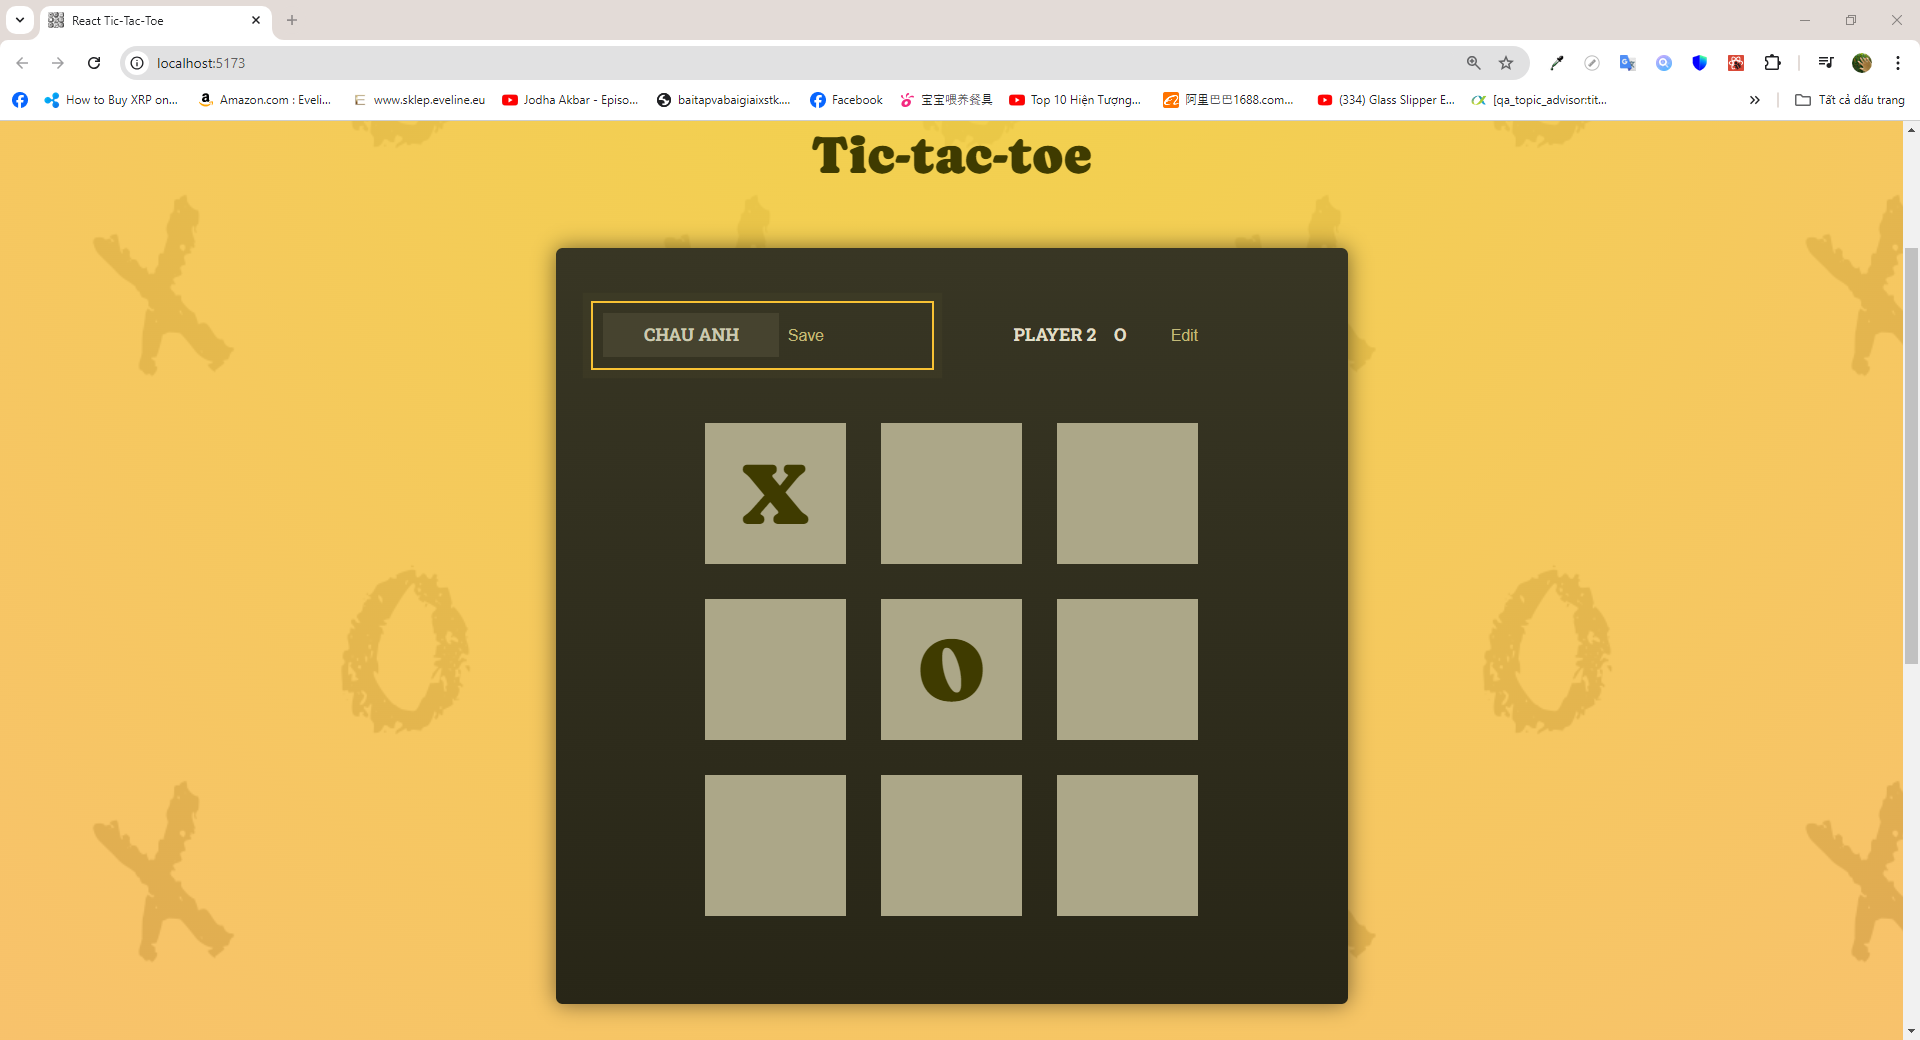 React Tic-Tac-Toe
localhost:5173
How to Buy XRP on... Amazon.com : Eveli... www.sklep.eveline.eu Jodha Akbar - Episo... baitapvabaigiaixstk.... Facebook 宝宝喂养餐具 Top 10 Hiện Tượng... 阿里巴巴1688.com... (334) Glass Slipper E... [qa_topic_advisor:tit... Tất cả dấu trang
Tic-tac-toe
CHAU ANH Save PLAYER 2 O Edit
X
O